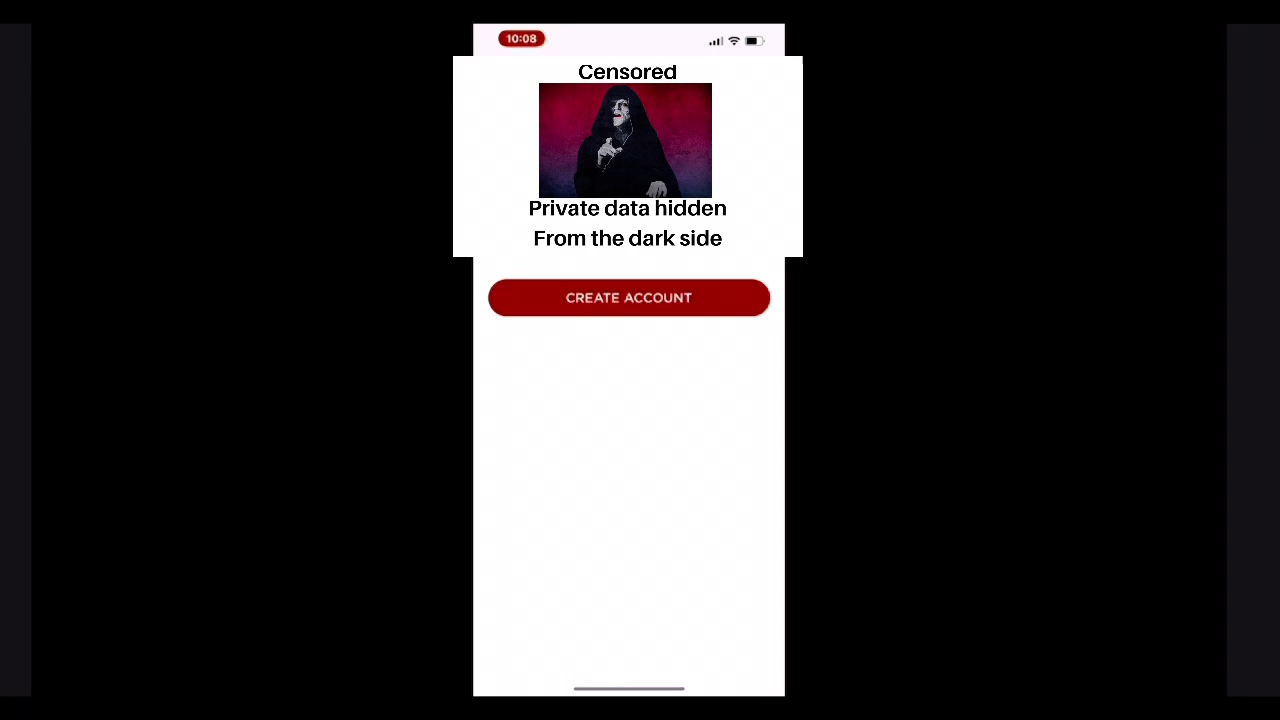 10:08
Censored
Private data hidden
From the dark side
CREATE ACCOUNT